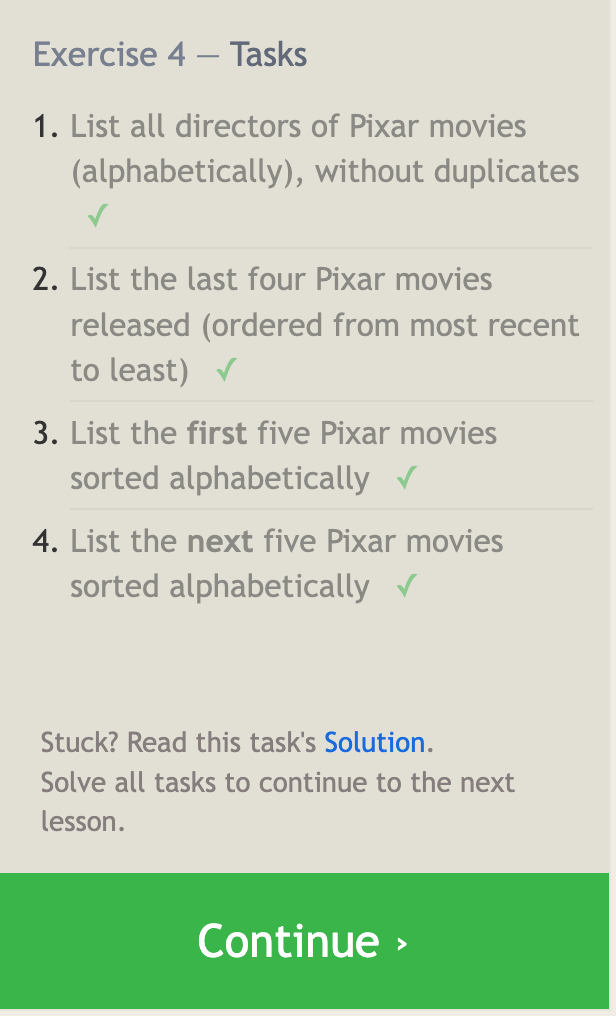 Exercise 4 — Tasks
1. List all directors of Pixar movies
(alphabetically), without duplicates
✓
2. List the last four Pixar movies
released (ordered from most recent
to least) ✓
3. List the first five Pixar movies
sorted alphabetically ✓
4. List the next five Pixar movies
sorted alphabetically ✓
Stuck? Read this task's Solution.
Solve all tasks to continue to the next
lesson.
Continue ›